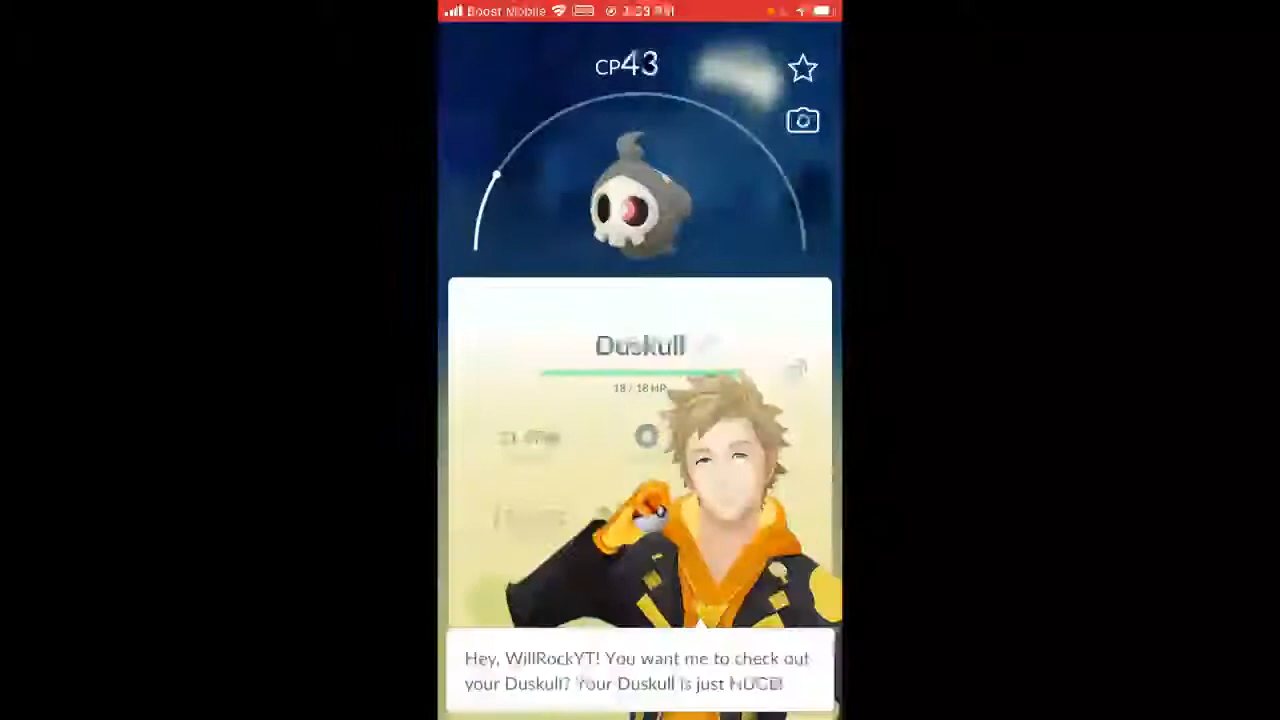 Boost Mobile
CP43
Duskull
18 / 18 HP
Hey, WillRockYT! You want me to check out
your Duskull? Your Duskull is just HUGE!